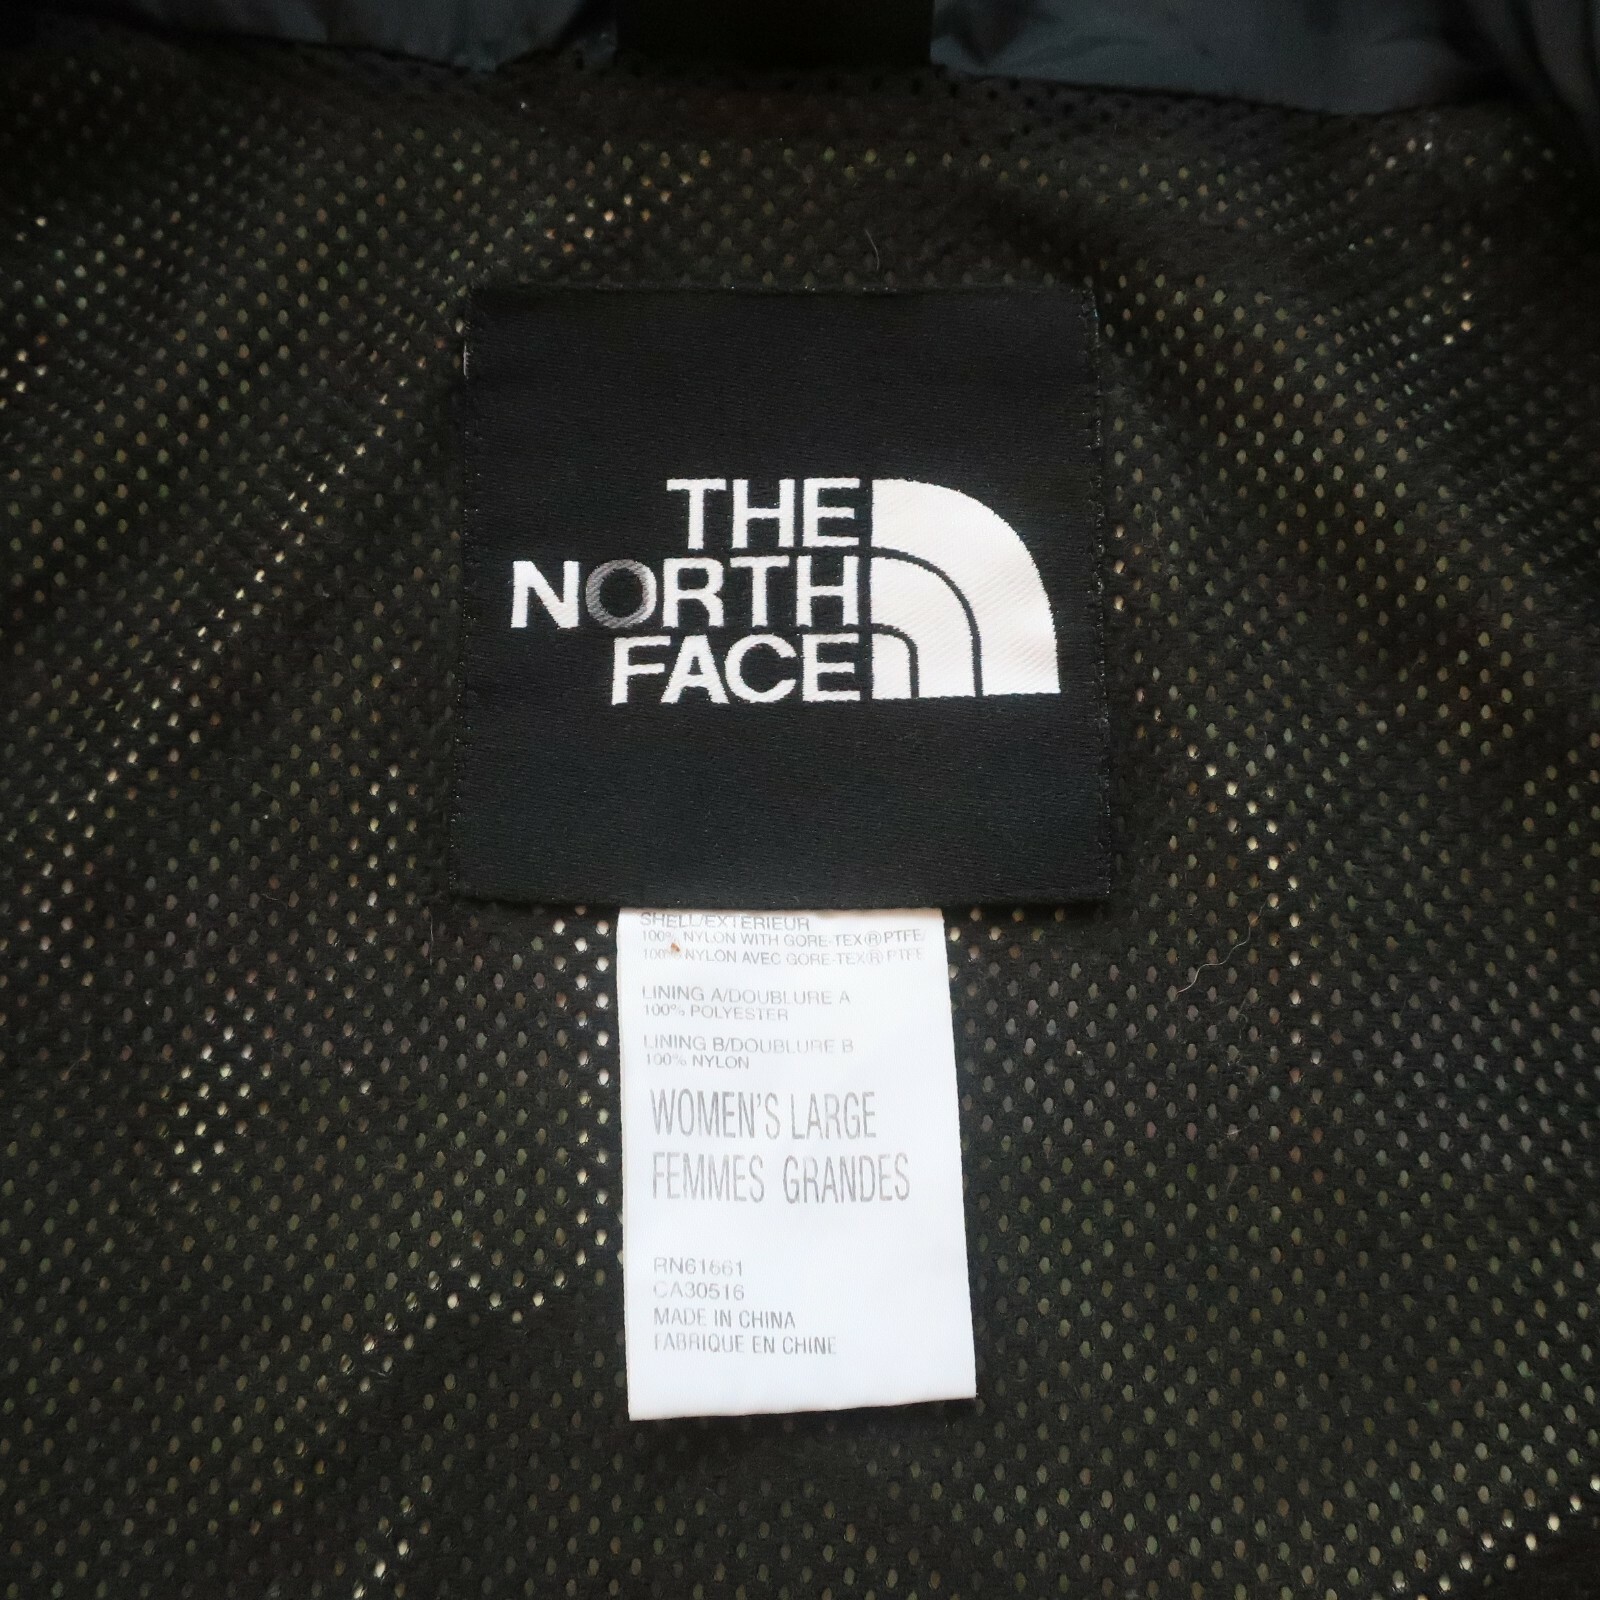 THE
NORTH
FACE
SHELL/EXTÉRIEUR
100% NYLON WITH GORE-TEX® PTFE/
100% NYLON AVEC GORE-TEX® PTFE
LINING A/DOUBLURE A
100% POLYESTER
LINING B/DOUBLURE B
100% NYLON
WOMEN'S LARGE
FEMMES GRANDES
RN61661
CA30516
MADE IN CHINA
FABRIQUE EN CHINE